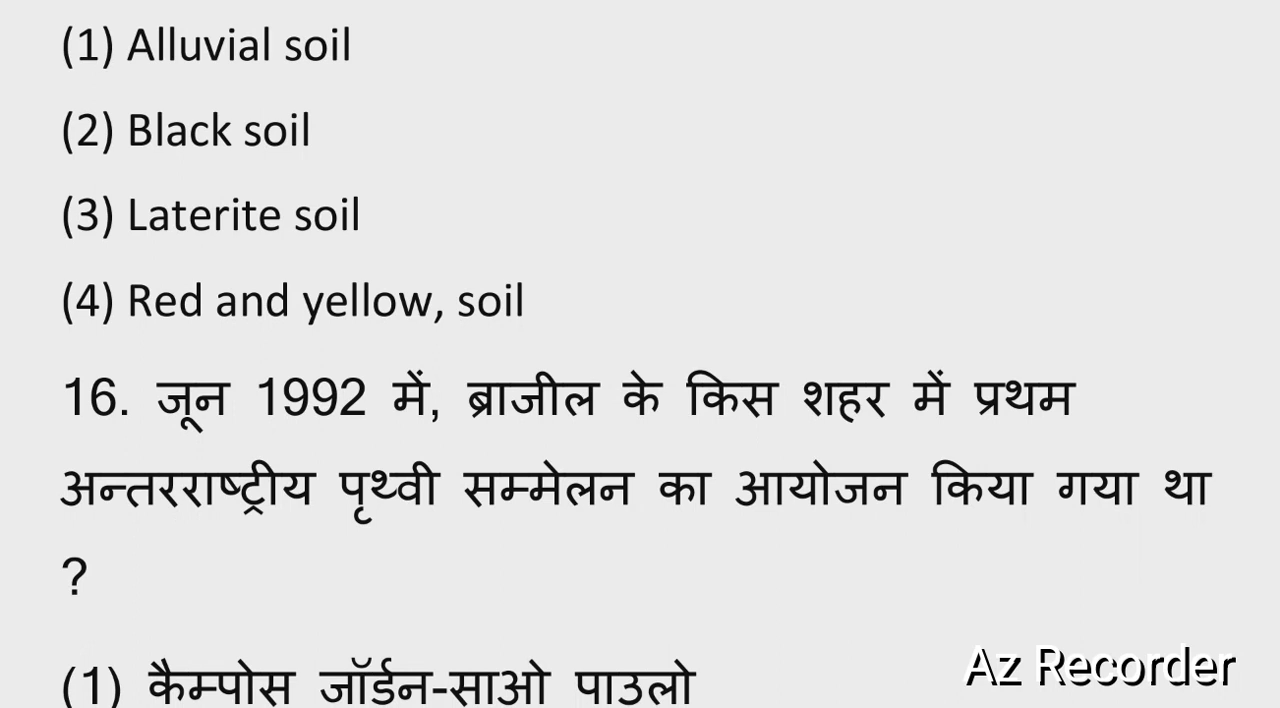 (1) Alluvial soil
(2) Black soil
(3) Laterite soil
(4) Red and yellow, soil
16. जून 1992 में, ब्राजील के किस शहर में प्रथम
अन्तरराष्ट्रीय पृथ्वी सम्मेलन का आयोजन किया गया था
?
(1) कैम्पोस जॉर्डन-साओ पाउलो
Az Recorder